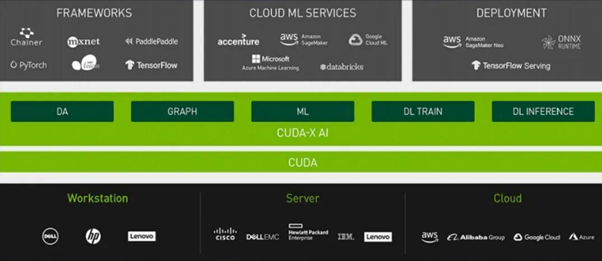 FRAMEWORKS
Chainer
mxnet
PaddlePaddle
PyTorch
TensorFlow
CLOUD ML SERVICES
accenture
aws Amazon SageMaker
Google Cloud ML
Microsoft Azure Machine Learning
databricks
DEPLOYMENT
aws Amazon SageMaker Neo
ONNX RUNTIME
TensorFlow Serving
DA
GRAPH
ML
DL TRAIN
DL INFERENCE
CUDA-X AI
CUDA
Workstation
DELL
hp
Lenovo
Server
CISCO
DELLEMC
Hewlett Packard Enterprise
IBM
Lenovo
Cloud
aws
Alibaba Group
Google Cloud
Azure